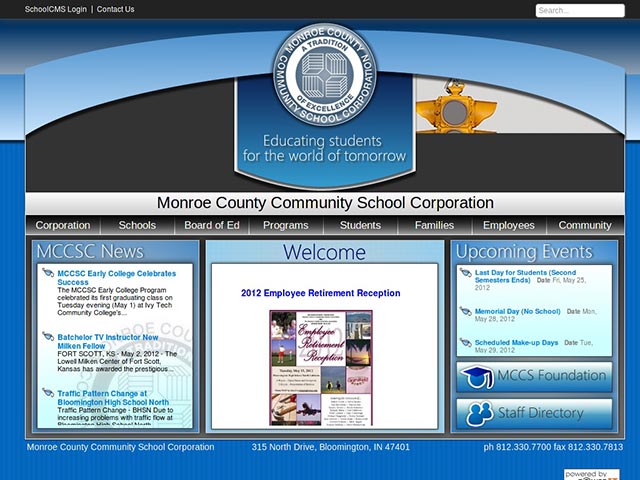 SchoolCMS Login | Contact Us
Search...
MONROE COUNTY
COMMUNITY SCHOOL CORPORATION
A TRADITION
OF EXCELLENCE
Educating students
for the world of tomorrow
Monroe County Community School Corporation
Corporation Schools Board of Ed Programs Students Families Employees Community
MCCSC News
MCCSC Early College Celebrates
Success
The MCCSC Early College Program
celebrated its first graduating class on
Tuesday evening (May 1) at Ivy Tech
Community College's...
Batchelor TV Instructor New
Milken Fellow
FORT SCOTT, KS - May 2, 2012 - The
Lowell Milken Center of Fort Scott,
Kansas has awarded the prestigious...
Traffic Pattern Change at
Bloomington High School North
Traffic Pattern Change - BHSN Due to
increasing problems with traffic flow at
Bloomington High School North
Welcome
2012 Employee Retirement Reception
Employee
Retirement
Reception
Upcoming Events
Last Day for Students (Second
Semesters Ends) Date Fri, May 25,
2012
Memorial Day (No School) Date Mon,
May 28, 2012
Scheduled Make-up Days Date Tue,
May 29, 2012
MCCS Foundation
Staff Directory
Monroe County Community School Corporation 315 North Drive, Bloomington, IN 47401 ph 812.330.7700 fax 812.330.7813
powered by